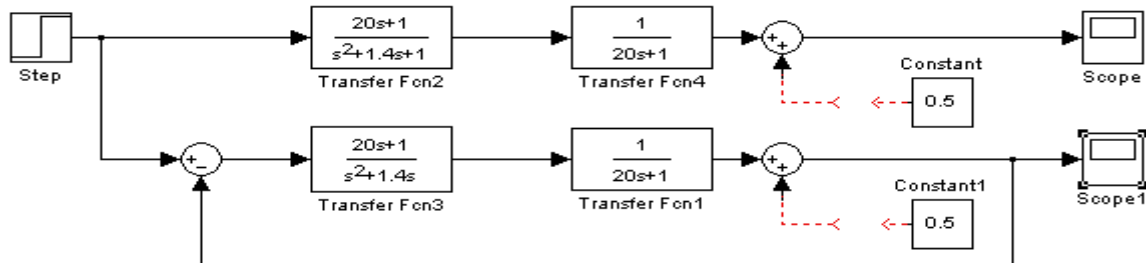 Step
20s+1
s²+1.4s+1
Transfer Fcn2
1
20s+1
Transfer Fcn4
+
+
Constant
0.5
Scope
+
−
20s+1
s²+1.4s
Transfer Fcn3
1
20s+1
Transfer Fcn1
+
+
Constant1
0.5
Scope1